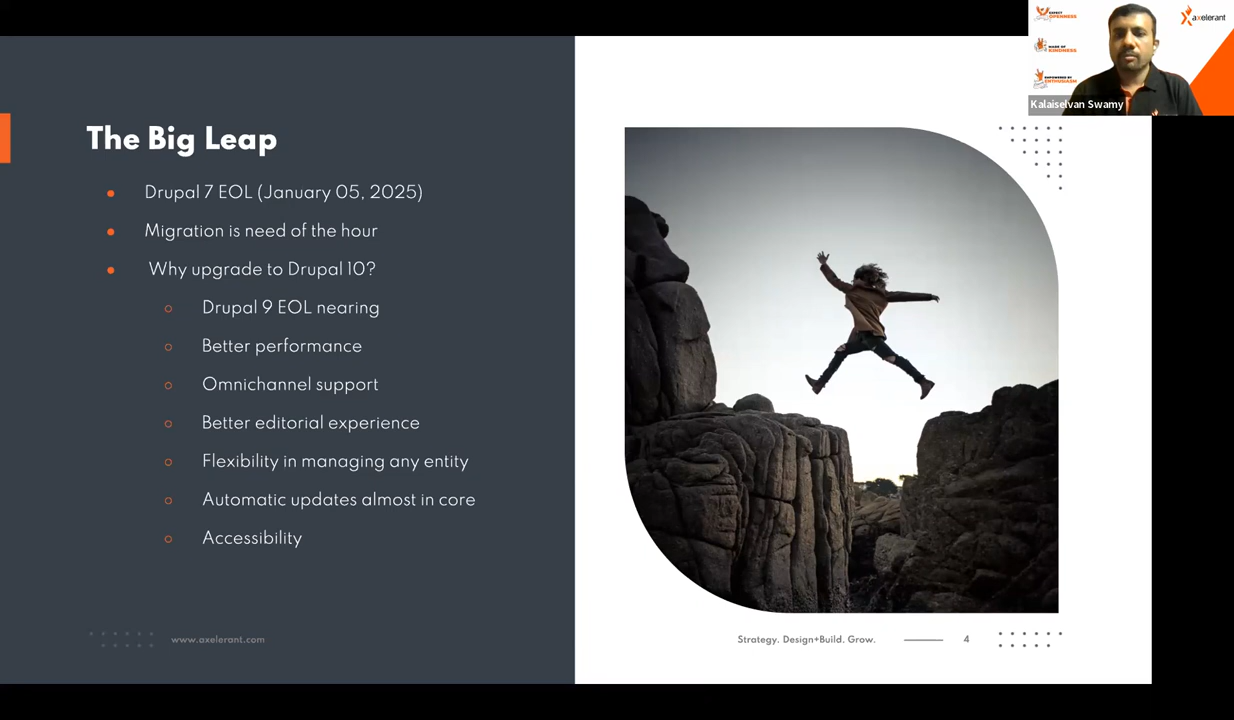 EXPECT
OPENNESS
MADE OF
KINDNESS
EMPOWERED BY
ENTHUSIASM
axelerant
Kalaiselvan Swamy
The Big Leap
Drupal 7 EOL (January 05, 2025)
Migration is need of the hour
Why upgrade to Drupal 10?
Drupal 9 EOL nearing
Better performance
Omnichannel support
Better editorial experience
Flexibility in managing any entity
Automatic updates almost in core
Accessibility
www.axelerant.com
Strategy. Design+Build. Grow.
4